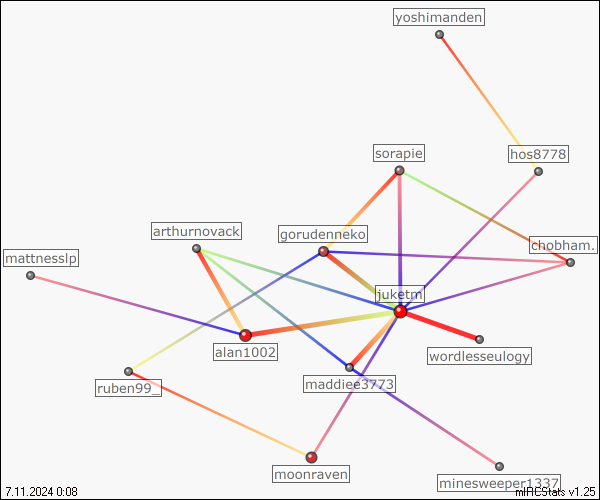 yoshimanden
sorapie
hos8778
arthurnovack
gorudenneko
chobham.
mattnesslp
juketm
alan1002
wordlesseulogy
ruben99_
maddiee3773
moonraven
minesweeper1337
7.11.2024 0:08
mIRCStats v1.25